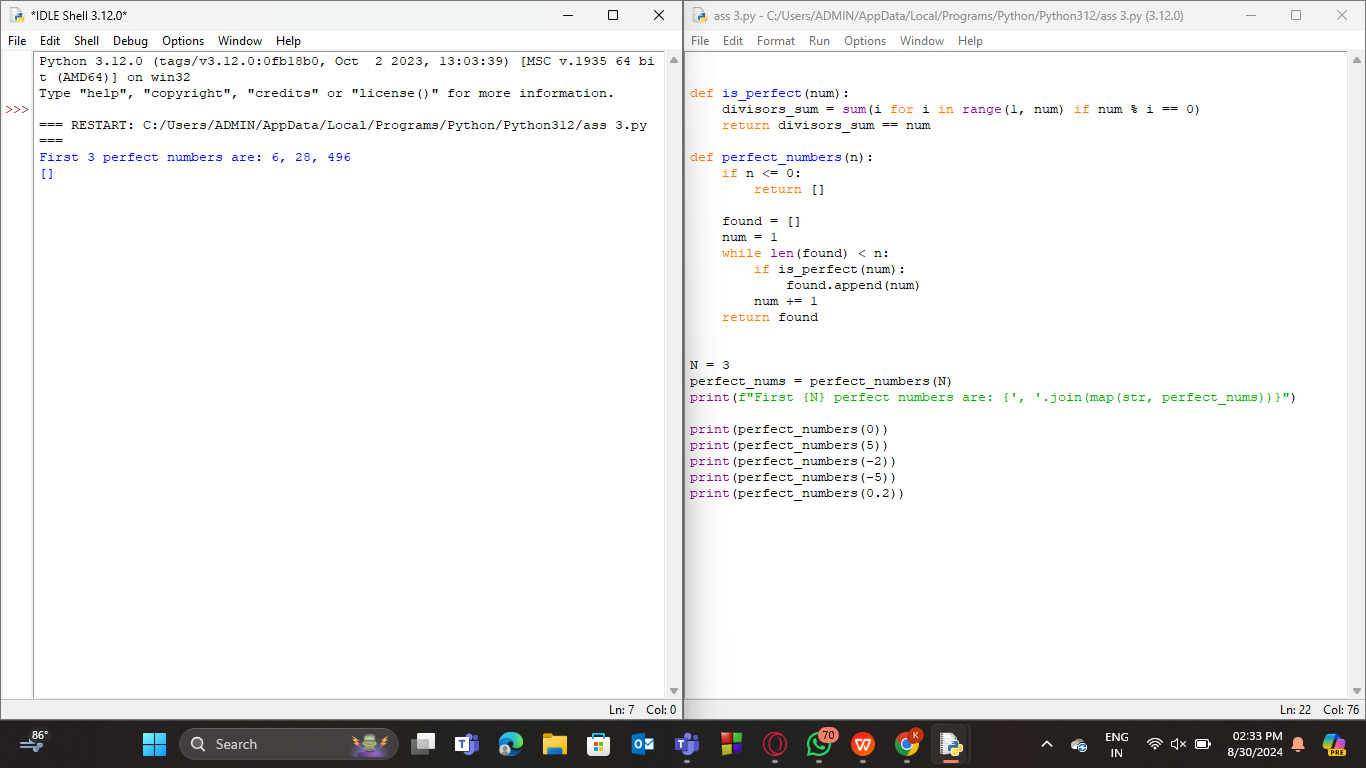 *IDLE Shell 3.12.0*
File Edit Shell Debug Options Window Help
Python 3.12.0 (tags/v3.12.0:0fb18b0, Oct  2 2023, 13:03:39) [MSC v.1935 64 bi
t (AMD64)] on win32
Type "help", "copyright", "credits" or "license()" for more information.
>>>
=== RESTART: C:/Users/ADMIN/AppData/Local/Programs/Python/Python312/ass 3.py
===
First 3 perfect numbers are: 6, 28, 496
[]
Ln: 7 Col: 0
ass 3.py - C:/Users/ADMIN/AppData/Local/Programs/Python/Python312/ass 3.py (3.12.0)
File Edit Format Run Options Window Help
def is_perfect(num):
    divisors_sum = sum(i for i in range(1, num) if num % i == 0)
    return divisors_sum == num
def perfect_numbers(n):
    if n <= 0:
        return []
    found = []
    num = 1
    while len(found) < n:
        if is_perfect(num):
            found.append(num)
        num += 1
    return found
N = 3
perfect_nums = perfect_numbers(N)
print(f"First {N} perfect numbers are: {', '.join(map(str, perfect_nums))}")
print(perfect_numbers(0))
print(perfect_numbers(5))
print(perfect_numbers(-2))
print(perfect_numbers(-5))
print(perfect_numbers(0.2))
Ln: 22 Col: 76
86°
Search
70
K
ENG
IN
02:33 PM
8/30/2024
PRE